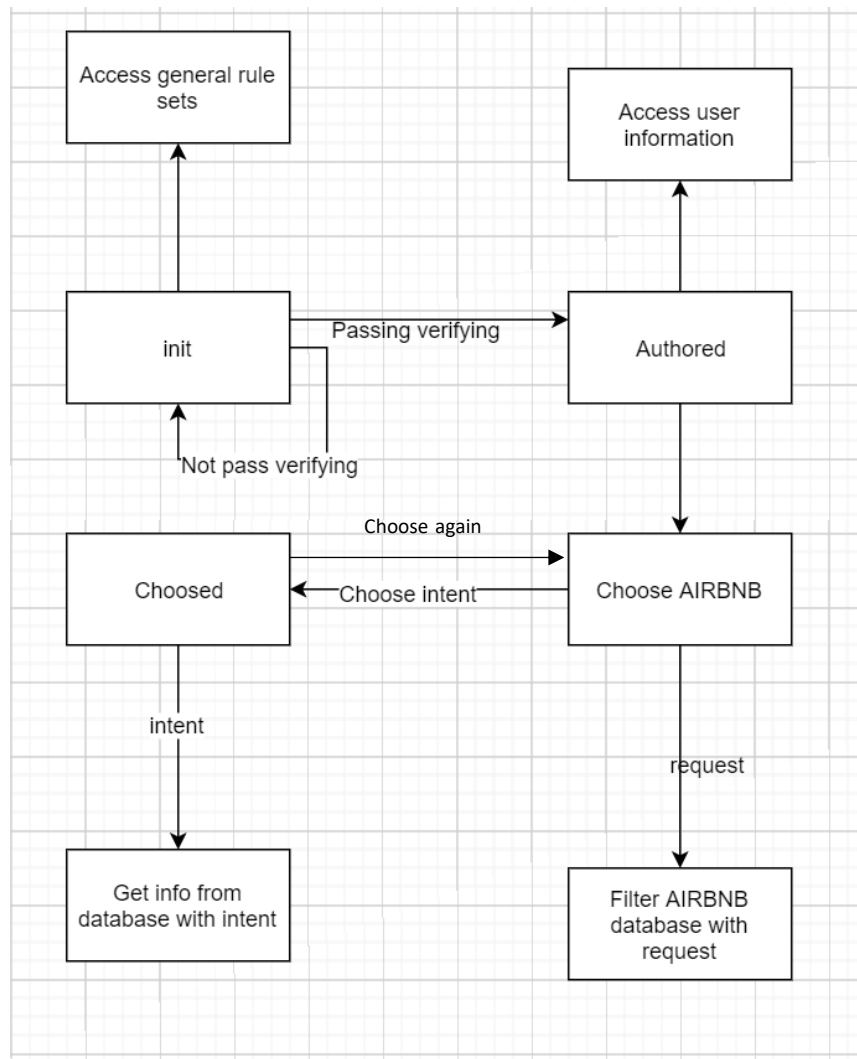 Access general rule
sets
Access user
information
init
Passing verifying
Authored
Not pass verifying
Choose again
Choosed
Choose intent
Choose AIRBNB
intent
request
Get info from
database with intent
Filter AIRBNB
database with
request